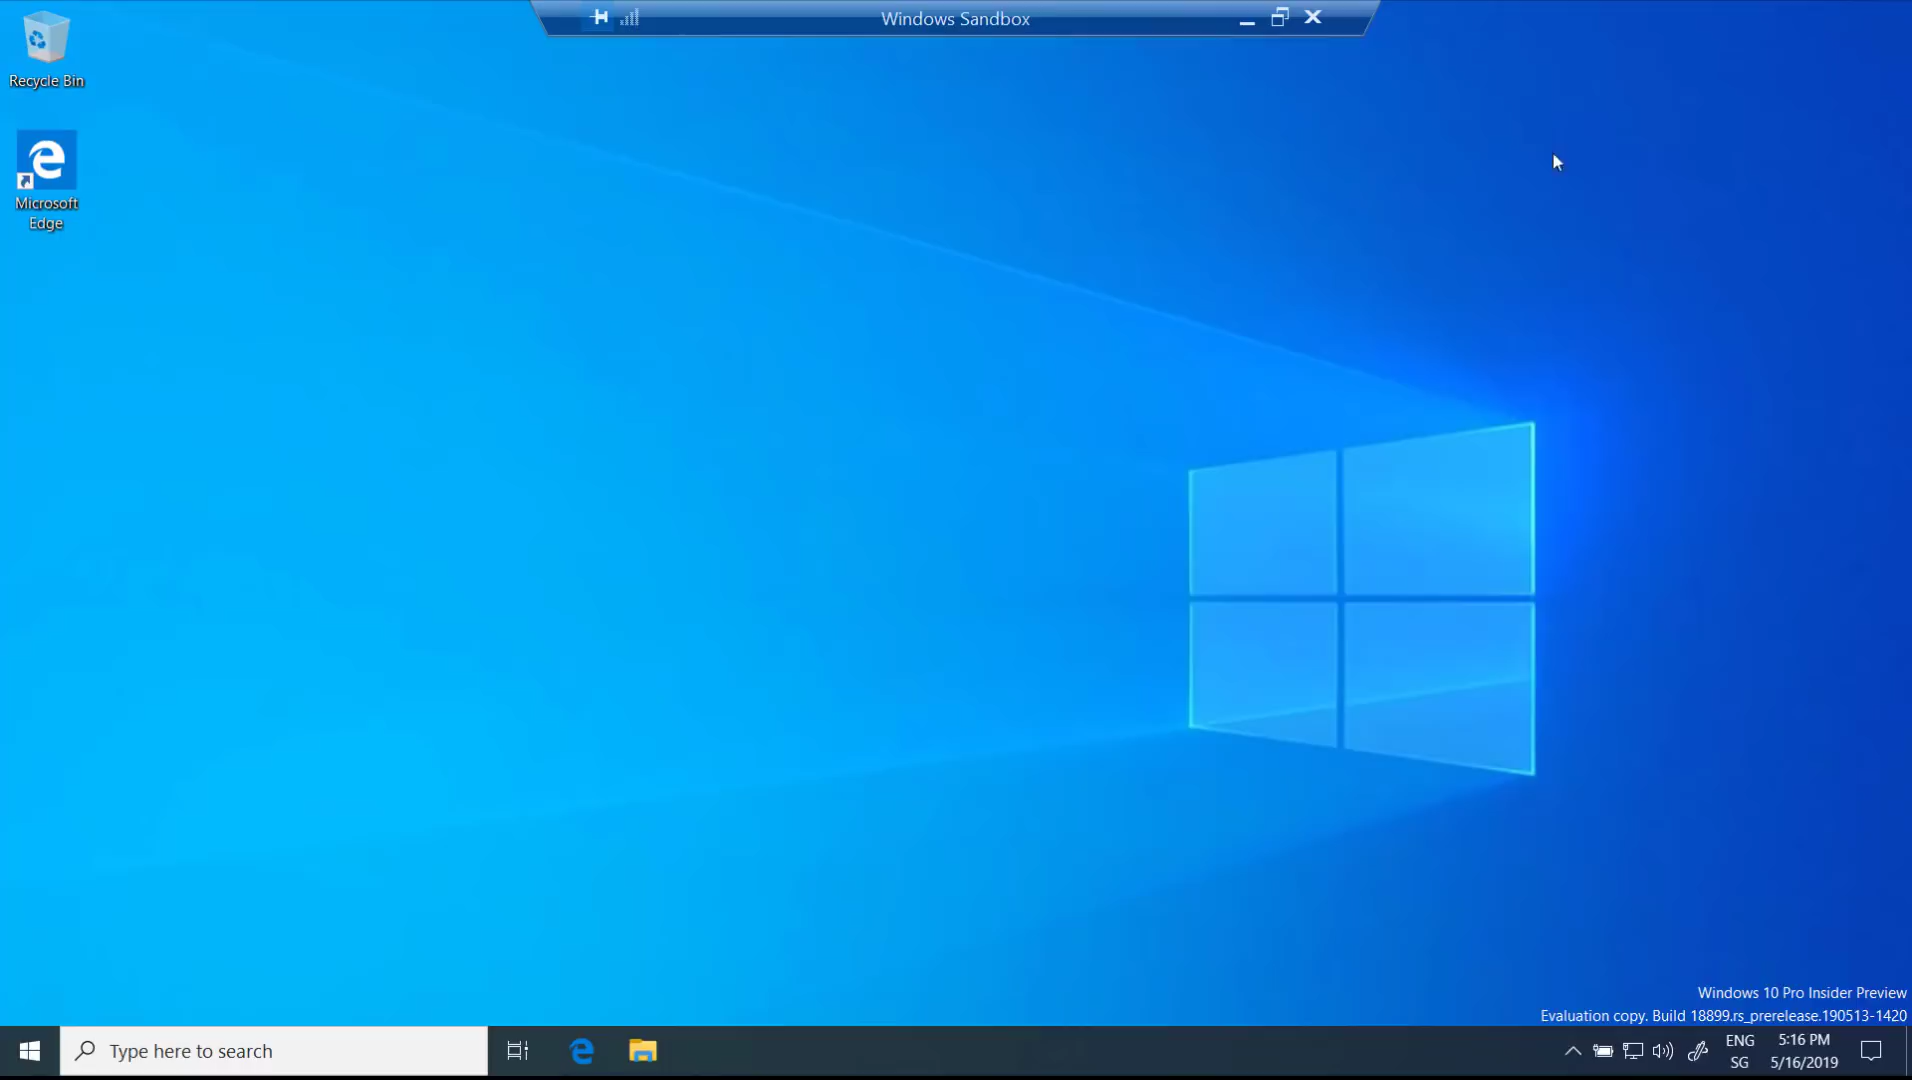 Windows Sandbox
Recycle Bin
Microsoft
Edge
Windows 10 Pro Insider Preview
Evaluation copy. Build 18899.rs_prerelease.190513-1420
Type here to search
ENG
SG
5:16 PM
5/16/2019